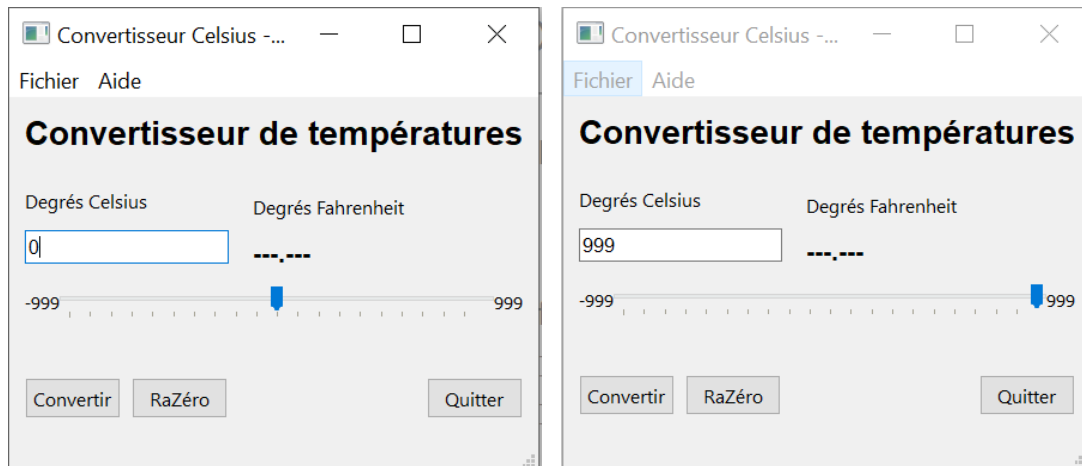 Convertisseur Celsius -...
Fichier Aide
Convertisseur de températures
Degrés Celsius
Degrés Fahrenheit
0
---.---
-999
999
Convertir
RaZéro
Quitter
Convertisseur Celsius -...
Fichier Aide
Convertisseur de températures
Degrés Celsius
Degrés Fahrenheit
999
---.---
-999
999
Convertir
RaZéro
Quitter